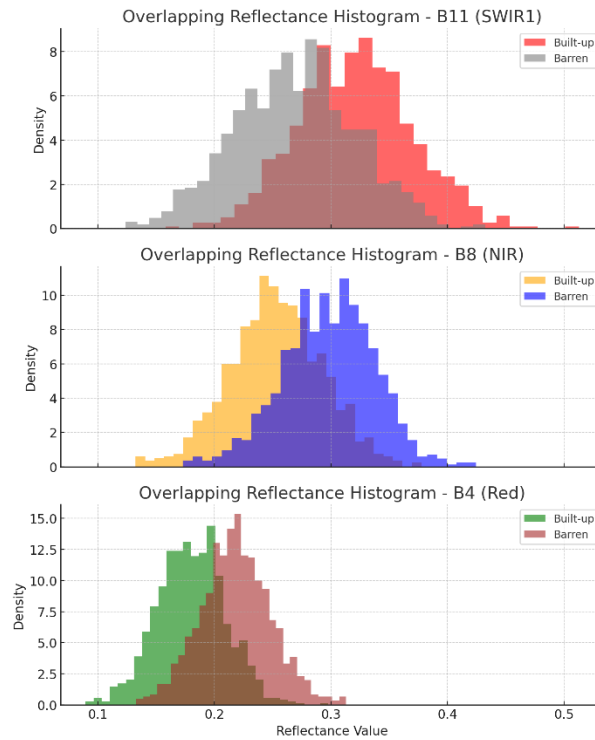 Overlapping Reflectance Histogram - B11 (SWIR1)
Built-up
Barren
8
6
4
2
0
Density
Overlapping Reflectance Histogram - B8 (NIR)
Built-up
Barren
10
8
6
4
2
0
Density
Overlapping Reflectance Histogram - B4 (Red)
Built-up
Barren
15.0
12.5
10.0
7.5
5.0
2.5
0.0
Density
0.1 0.2 0.3 0.4 0.5
Reflectance Value